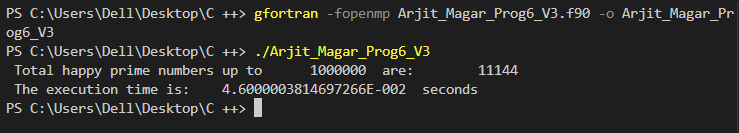 PS C:\Users\Dell\Desktop\C ++> gfortran -fopenmp Arjit_Magar_Prog6_V3.f90 -o Arjit_Magar_Pr
og6_V3
PS C:\Users\Dell\Desktop\C ++> ./Arjit_Magar_Prog6_V3
 Total happy prime numbers up to      1000000  are:       11144
 The execution time is:    4.6000003814697266E-002  seconds
PS C:\Users\Dell\Desktop\C ++>